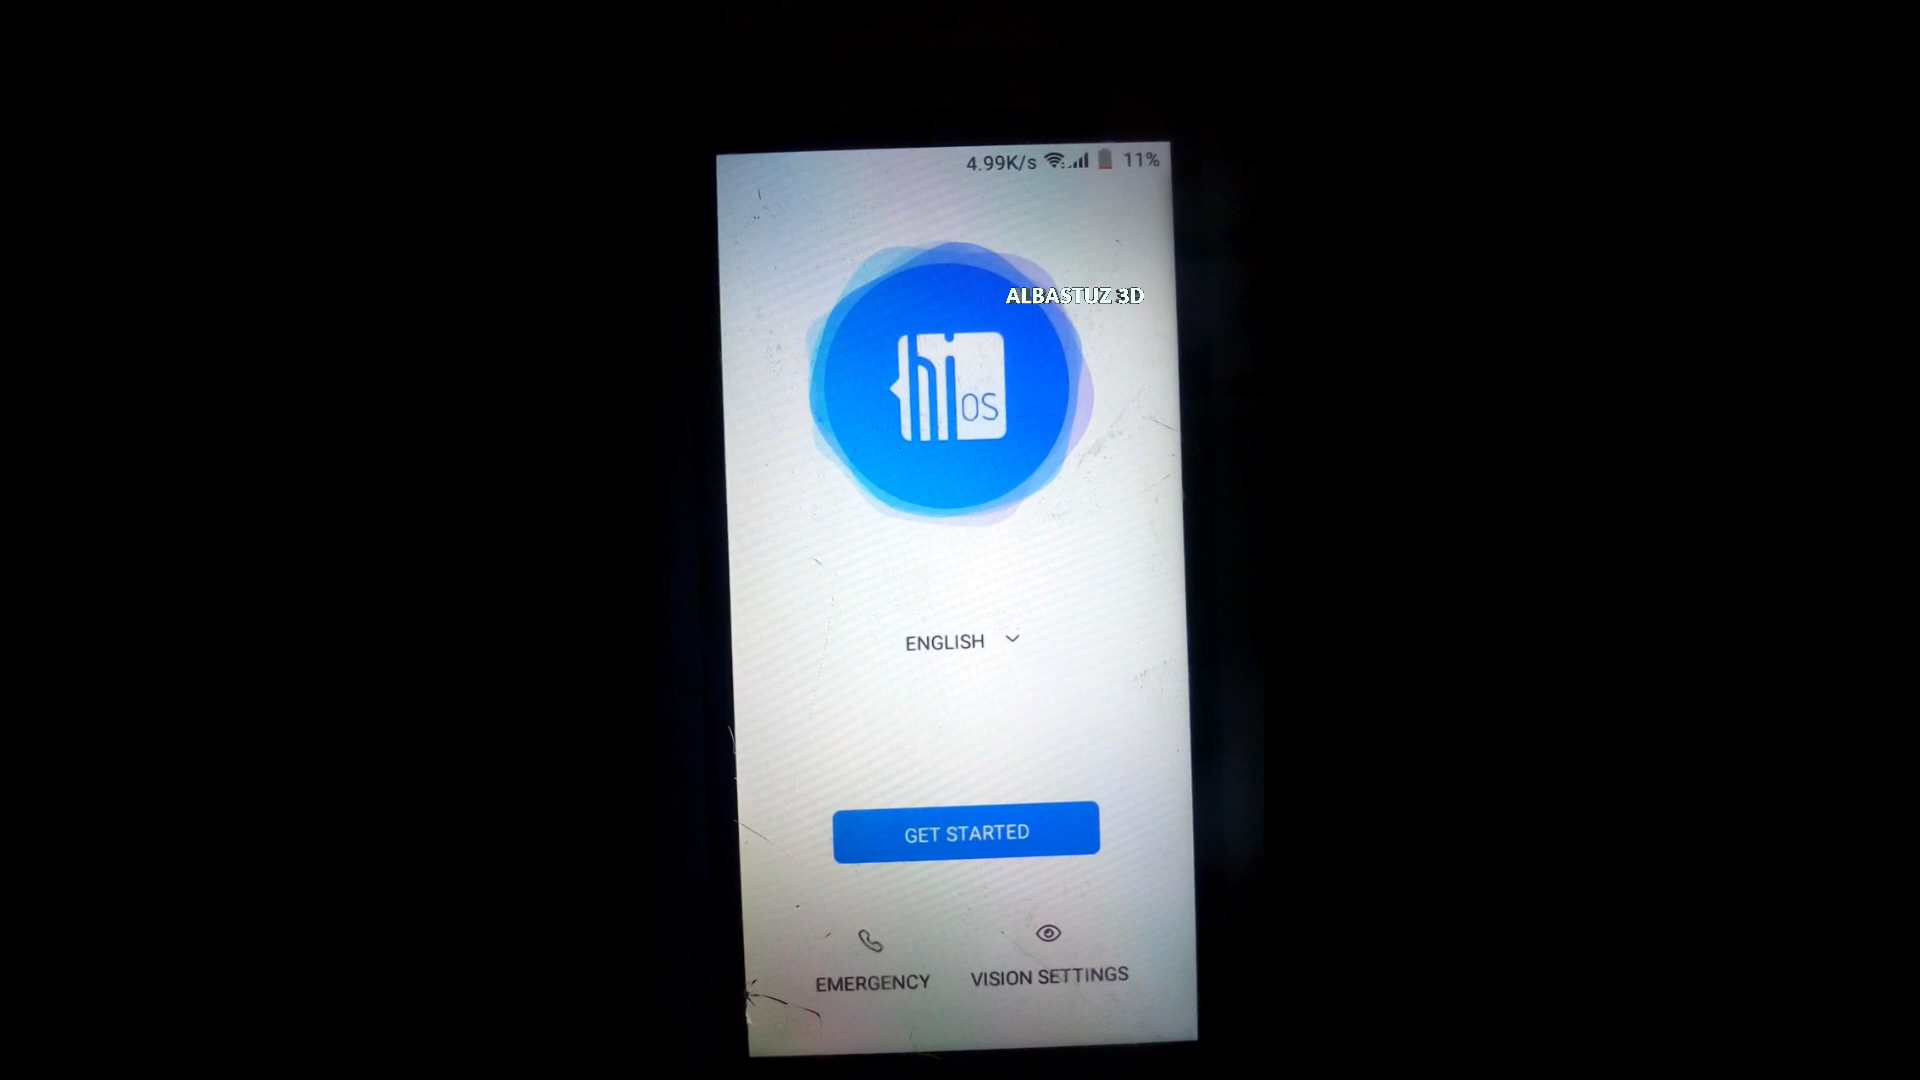 4.99K/s 11%
ALBASTUZ 3D
hi OS
ENGLISH
GET STARTED
EMERGENCY
VISION SETTINGS